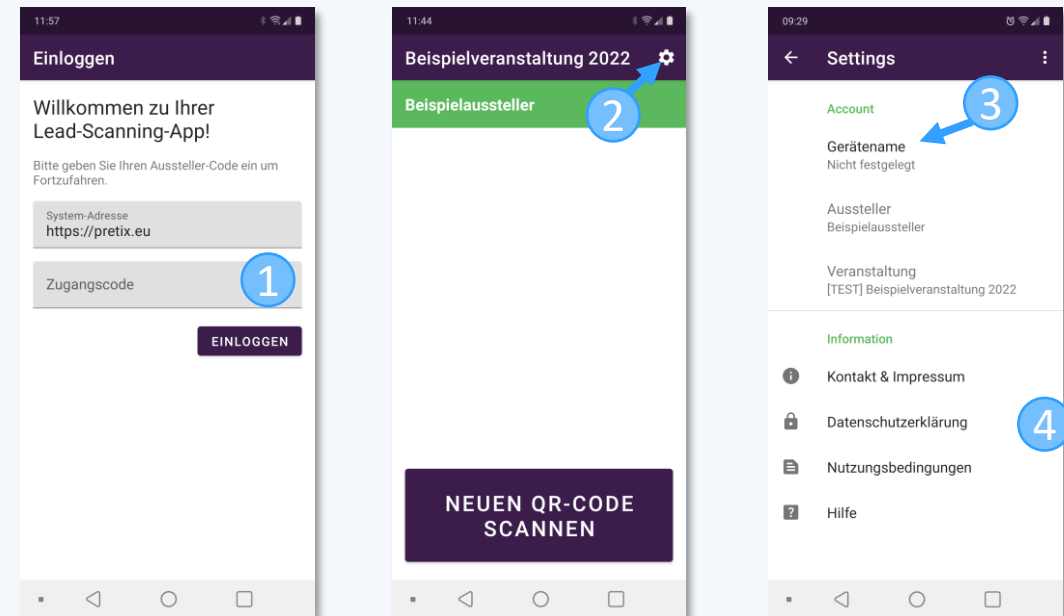 11:57
Einloggen
Willkommen zu Ihrer
Lead-Scanning-App!
Bitte geben Sie Ihren Aussteller-Code ein um
Fortzufahren.
System-Adresse
https://pretix.eu
Zugangscode
1
EINLOGGEN
11:44
Beispielveranstaltung 2022
2
Beispielaussteller
NEUEN QR-CODE
SCANNEN
09:29
Settings
3
Account
Gerätename
Nicht festgelegt
Aussteller
Beispielaussteller
Veranstaltung
[TEST] Beispielveranstaltung 2022
Information
Kontakt & Impressum
Datenschutzerklärung
4
Nutzungsbedingungen
Hilfe